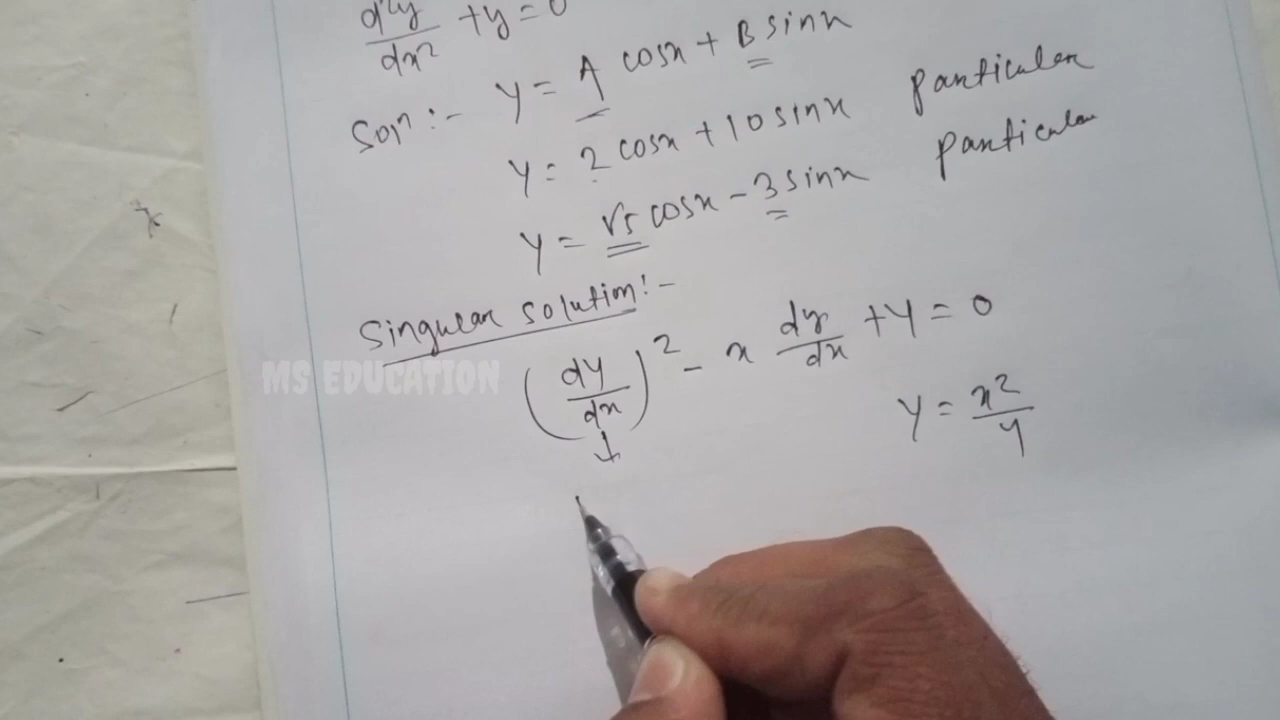 d²y/dx² + y = 0
Soln :- y = A cosx + B sinx
y = 2 cosx + 10 sinx particular
y = √5 cosx - 3 sinx particular
Singular solution :-
(dy/dx)² - x dy/dx + y = 0
y = x²/4
MS EDUCATION